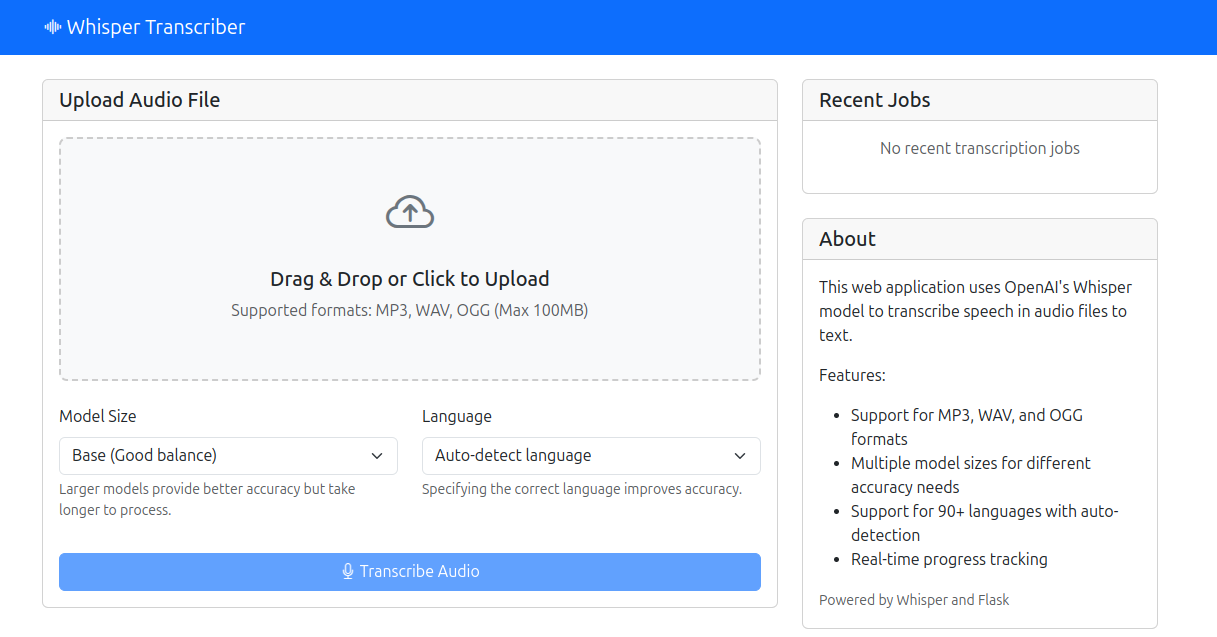 Whisper Transcriber
Upload Audio File
Drag & Drop or Click to Upload
Supported formats: MP3, WAV, OGG (Max 100MB)
Model Size
Base (Good balance)
Larger models provide better accuracy but take
longer to process.
Language
Auto-detect language
Specifying the correct language improves accuracy.
Transcribe Audio
Recent Jobs
No recent transcription jobs
About
This web application uses OpenAI's Whisper
model to transcribe speech in audio files to
text.
Features:
• Support for MP3, WAV, and OGG
formats
• Multiple model sizes for different
accuracy needs
• Support for 90+ languages with auto-
detection
• Real-time progress tracking
Powered by Whisper and Flask